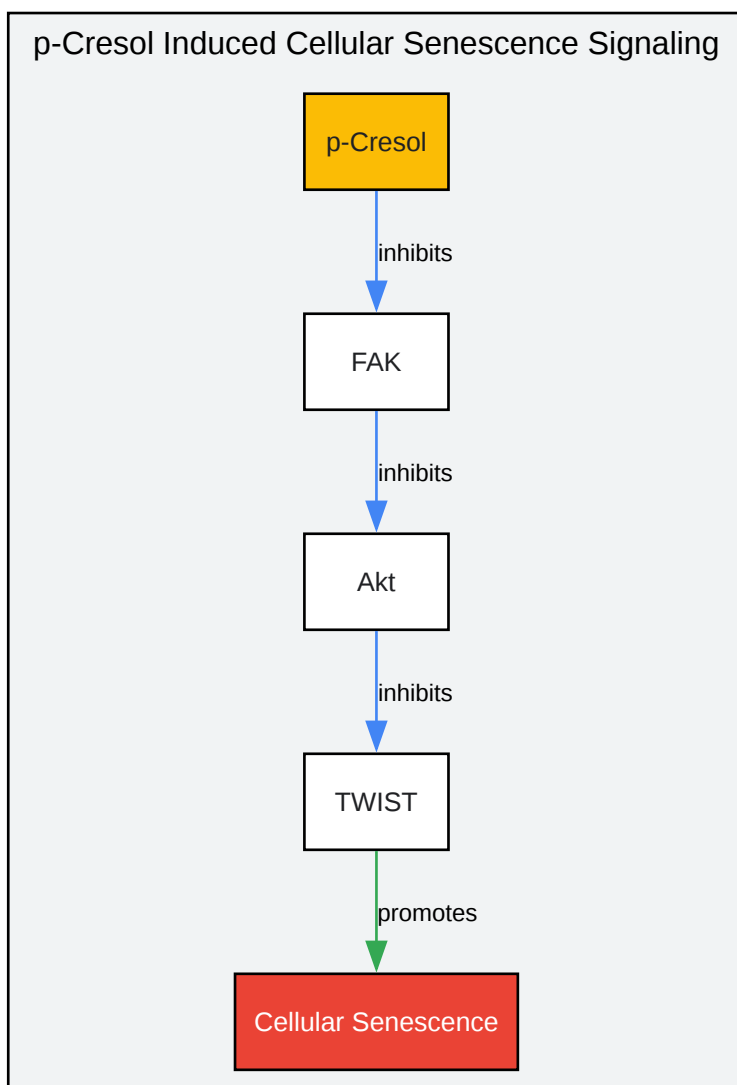 p-Cresol Induced Cellular Senescence Signaling
p-Cresol
inhibits
FAK
inhibits
Akt
inhibits
TWIST
promotes
Cellular Senescence